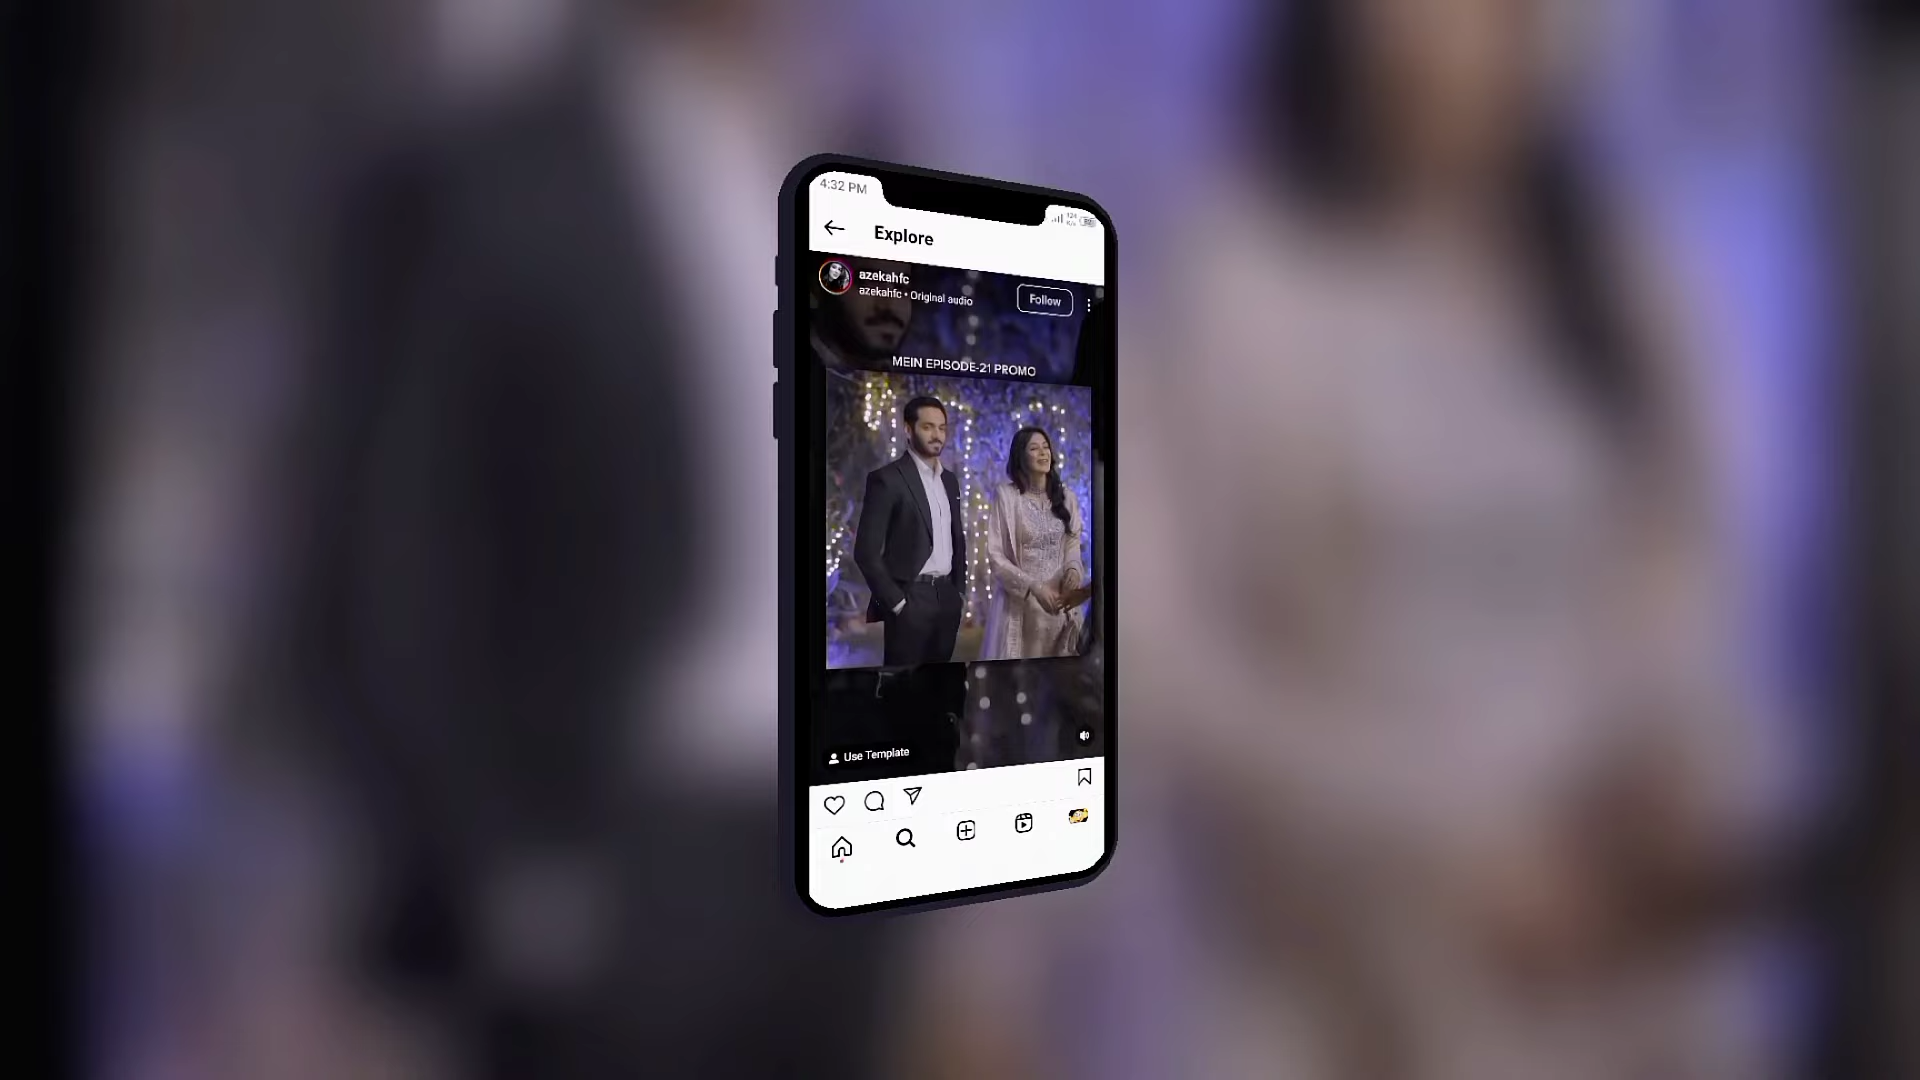 4:32 PM
Explore
azekahfc
azekahfc • Original audio
Follow
MEIN EPISODE-21 PROMO
Use Template